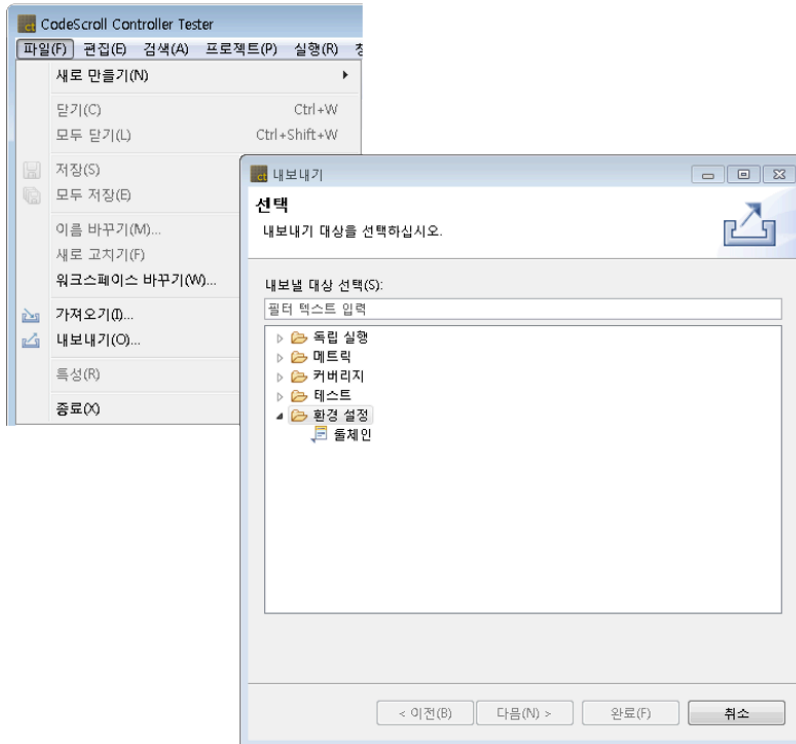 CodeScroll Controller Tester
파일(F) 편집(E) 검색(A) 프로젝트(P) 실행(R)
새로 만들기(N)
닫기(C) Ctrl+W
모두 닫기(L) Ctrl+Shift+W
저장(S)
모두 저장(E)
이름 바꾸기(M)...
새로 고치기(F)
워크스페이스 바꾸기(W)...
가져오기(I)...
내보내기(O)...
특성(R)
종료(X)
내보내기
선택
내보내기 대상을 선택하십시오.
내보낼 대상 선택(S):
필터 텍스트 입력
독립 실행
메트릭
커버리지
테스트
환경 설정
툴체인
< 이전(B) 다음(N) > 완료(F) 취소